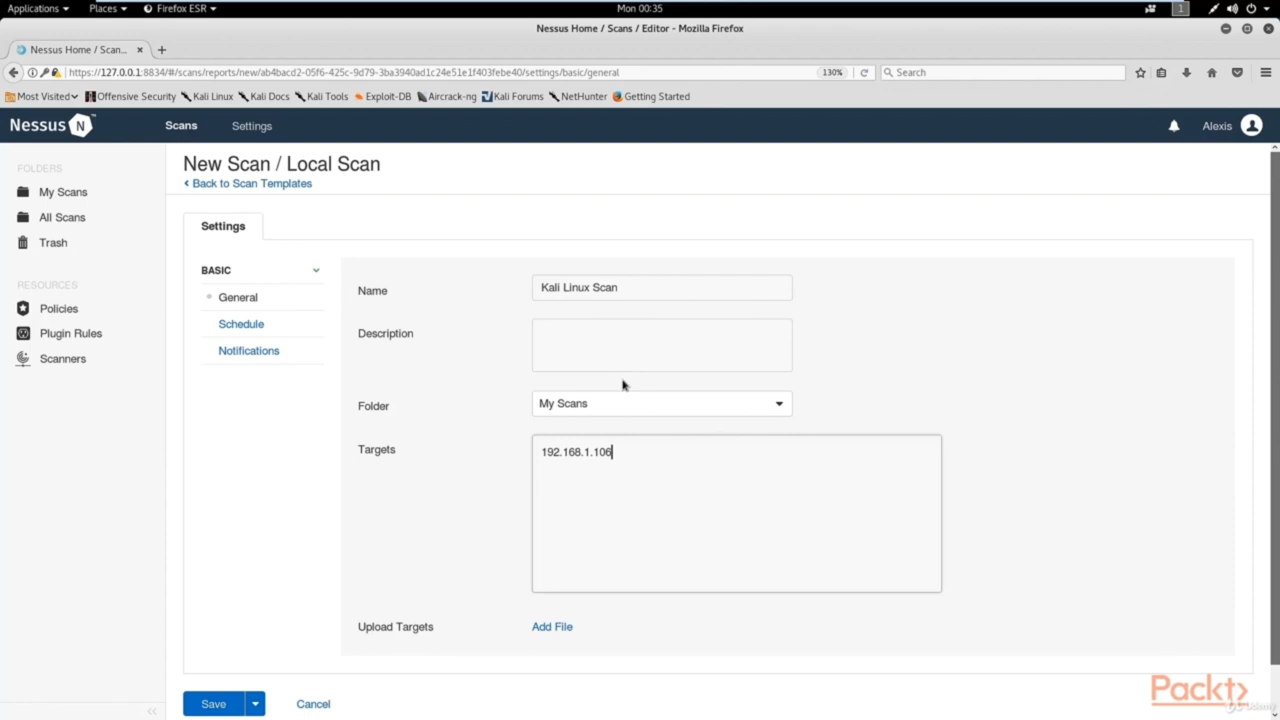 Applications Places Firefox ESR Mon 00:35 1
Nessus Home / Scans / Editor - Mozilla Firefox
Nessus Home / Scan...
https://127.0.0.1:8834/#/scans/reports/new/ab4bacd2-05f6-425c-9d79-3ba3940ad1c24e51e1f403febe40/settings/basic/general 130% Search
Most Visited Offensive Security Kali Linux Kali Docs Kali Tools Exploit-DB Aircrack-ng Kali Forums NetHunter Getting Started
Nessus N Scans Settings Alexis
FOLDERS
My Scans
All Scans
Trash
RESOURCES
Policies
Plugin Rules
Scanners
New Scan / Local Scan
Back to Scan Templates
Settings
BASIC
General
Schedule
Notifications
Name Kali Linux Scan
Description
Folder My Scans
Targets 192.168.1.106
Upload Targets Add File
Save Cancel
Packt
Udemy